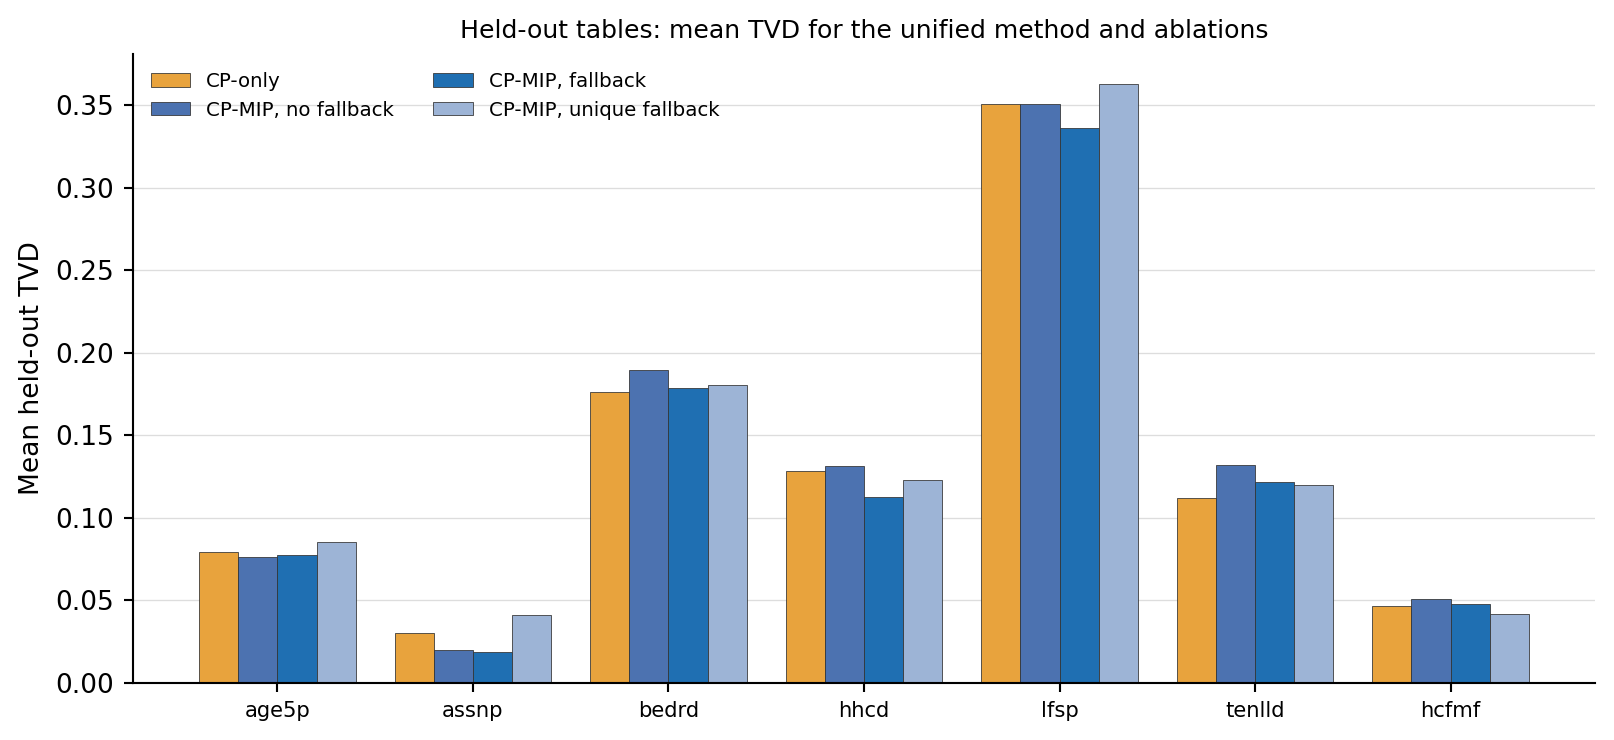 Held-out tables: mean TVD for the unified method and ablations
CP-only
CP-MIP, no fallback
CP-MIP, fallback
CP-MIP, unique fallback
Mean held-out TVD
0.35
0.30
0.25
0.20
0.15
0.10
0.05
0.00
age5p
assnp
bedrd
hhcd
lfsp
tenlld
hcfmf